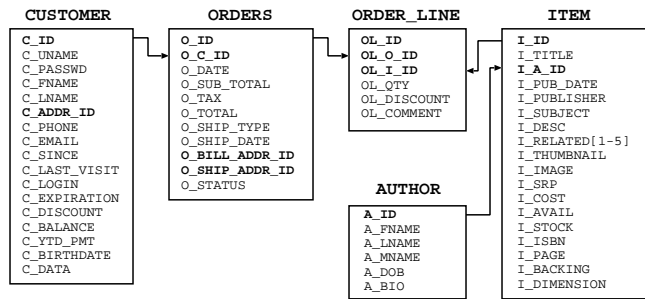 CUSTOMER
C_ID
C_UNAME
C_PASSWD
C_FNAME
C_LNAME
C_ADDR_ID
C_PHONE
C_EMAIL
C_SINCE
C_LAST_VISIT
C_LOGIN
C_EXPIRATION
C_DISCOUNT
C_BALANCE
C_YTD_PMT
C_BIRTHDATE
C_DATA
ORDERS
O_ID
O_C_ID
O_DATE
O_SUB_TOTAL
O_TAX
O_TOTAL
O_SHIP_TYPE
O_SHIP_DATE
O_BILL_ADDR_ID
O_SHIP_ADDR_ID
O_STATUS
ORDER_LINE
OL_ID
OL_O_ID
OL_I_ID
OL_QTY
OL_DISCOUNT
OL_COMMENT
AUTHOR
A_ID
A_FNAME
A_LNAME
A_MNAME
A_DOB
A_BIO
ITEM
I_ID
I_TITLE
I_A_ID
I_PUB_DATE
I_PUBLISHER
I_SUBJECT
I_DESC
I_RELATED[1-5]
I_THUMBNAIL
I_IMAGE
I_SRP
I_COST
I_AVAIL
I_STOCK
I_ISBN
I_PAGE
I_BACKING
I_DIMENSION